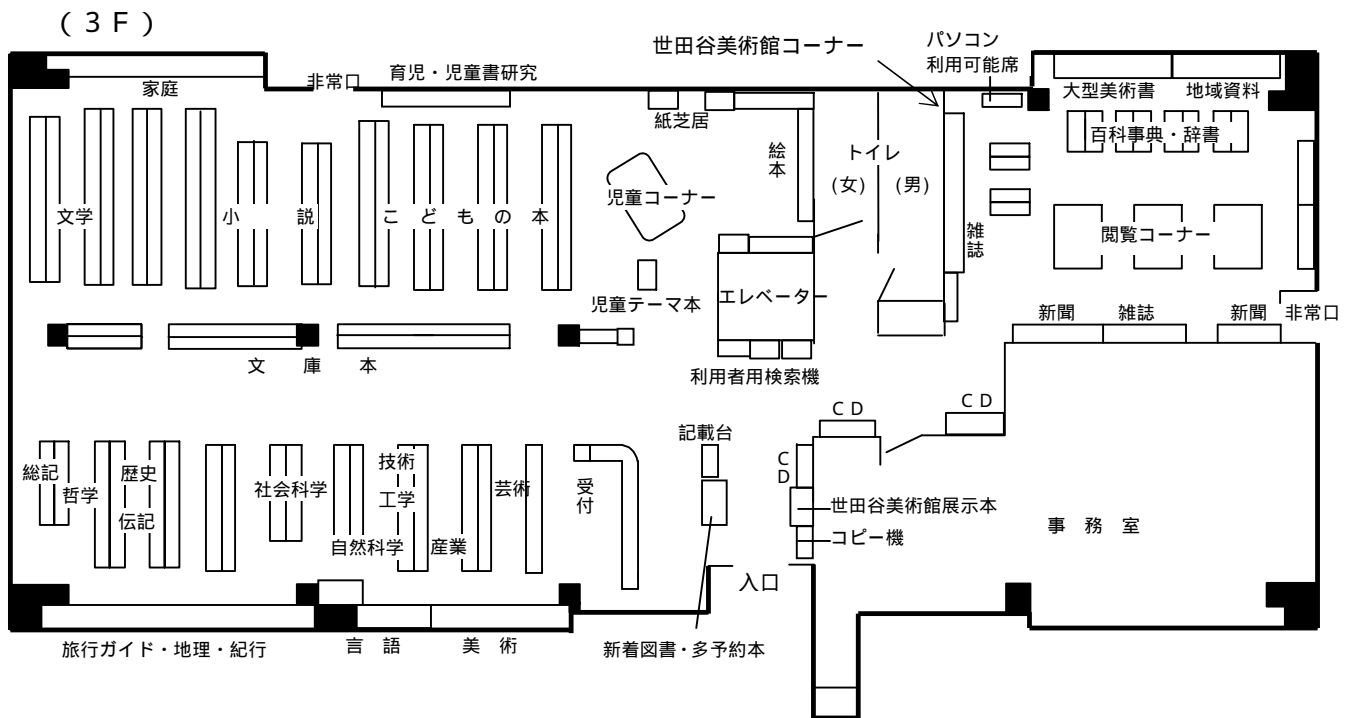 （３Ｆ）
世田谷美術館コーナー
パソコン
利用可能席
家庭
非常口
育児・児童書研究
紙芝居
絵本
トイレ
(女)
(男)
大型美術書
地域資料
百科事典・辞書
文学
小　説
こどもの本
児童コーナー
雑誌
閲覧コーナー
児童テーマ本
エレベーター
新聞
雑誌
新聞
非常口
文　庫　本
利用者用検索機
ＣＤ
ＣＤ
記載台
ＣＤ
総記
哲学
歴史
伝記
社会科学
技術
工学
自然科学
産業
芸術
受付
世田谷美術館展示本
コピー機
事　務　室
入口
旅行ガイド・地理・紀行
言　語
美　術
新着図書・多予約本